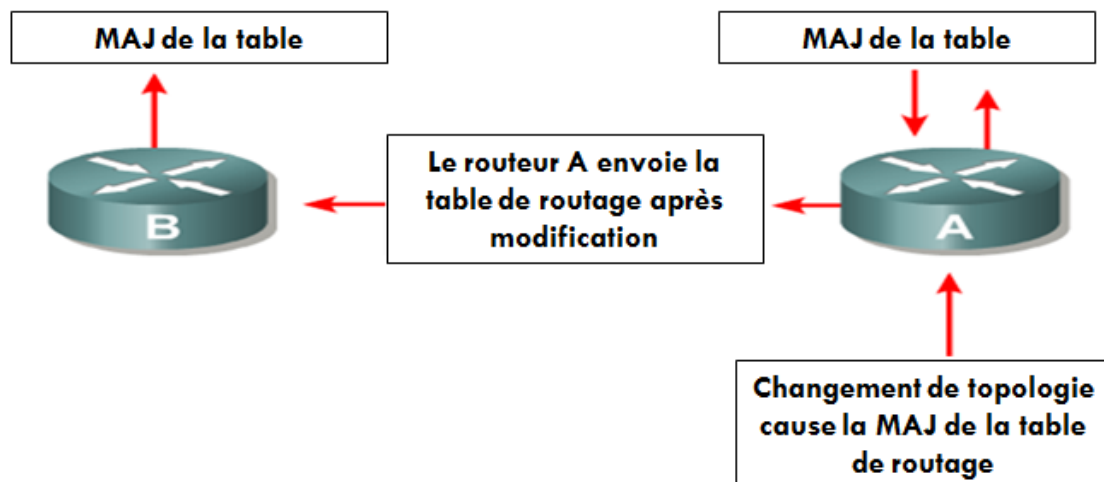 MAJ de la table
MAJ de la table
B
Le routeur A envoie la
table de routage après
modification
A
Changement de topologie
cause la MAJ de la table
de routage